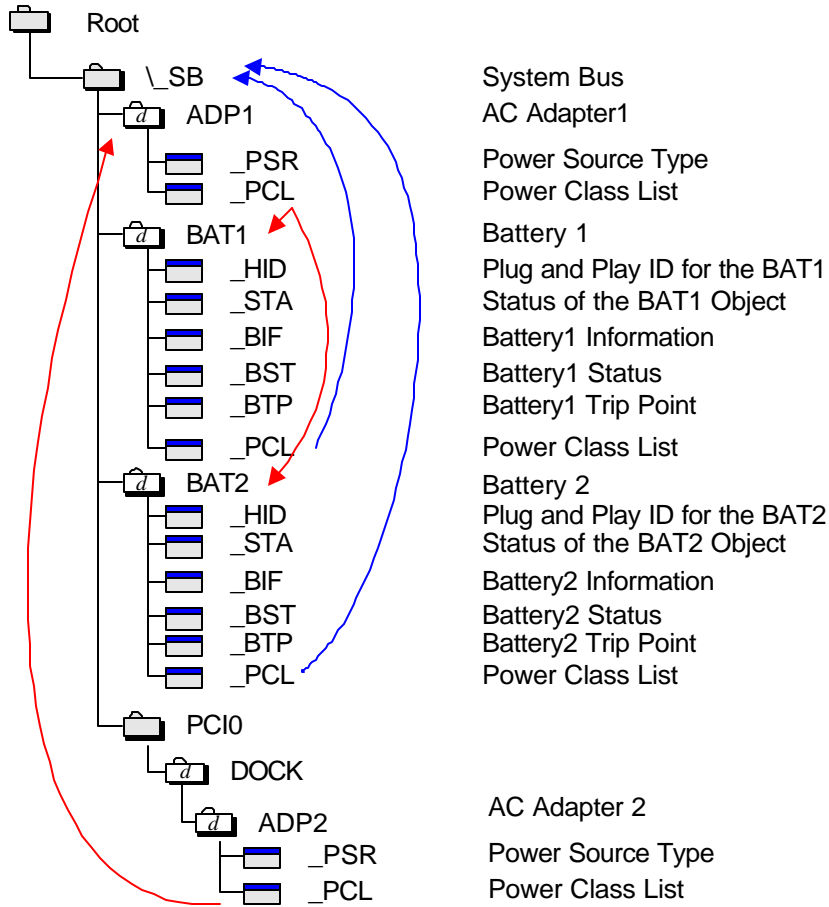 Root
\_SB System Bus
d ADP1 AC Adapter1
_PSR Power Source Type
_PCL Power Class List
d BAT1 Battery 1
_HID Plug and Play ID for the BAT1
_STA Status of the BAT1 Object
_BIF Battery1 Information
_BST Battery1 Status
_BTP Battery1 Trip Point
_PCL Power Class List
d BAT2 Battery 2
_HID Plug and Play ID for the BAT2
_STA Status of the BAT2 Object
_BIF Battery2 Information
_BST Battery2 Status
_BTP Battery2 Trip Point
_PCL Power Class List
PCI0
d DOCK
d ADP2 AC Adapter 2
_PSR Power Source Type
_PCL Power Class List